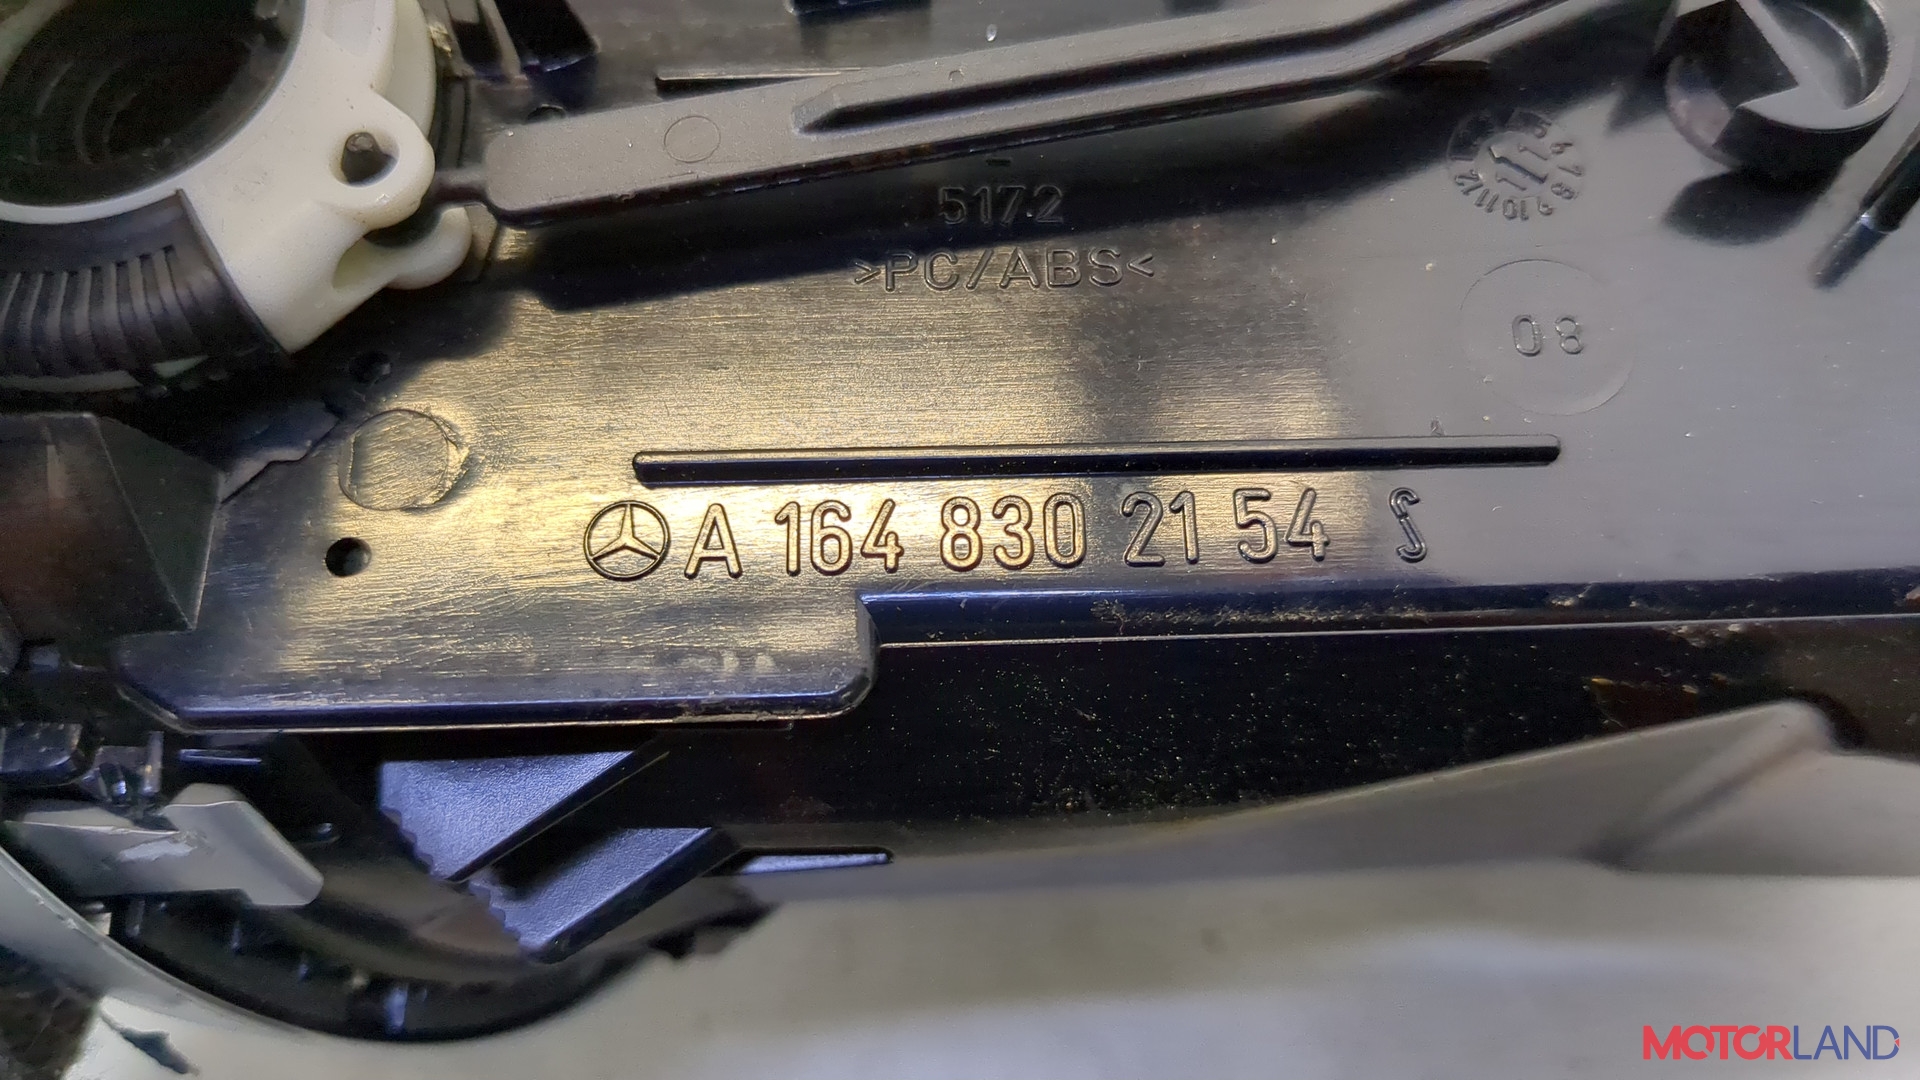 5172
>PC/ABS<
08
A 164 830 21 54 S
MOTORLAND